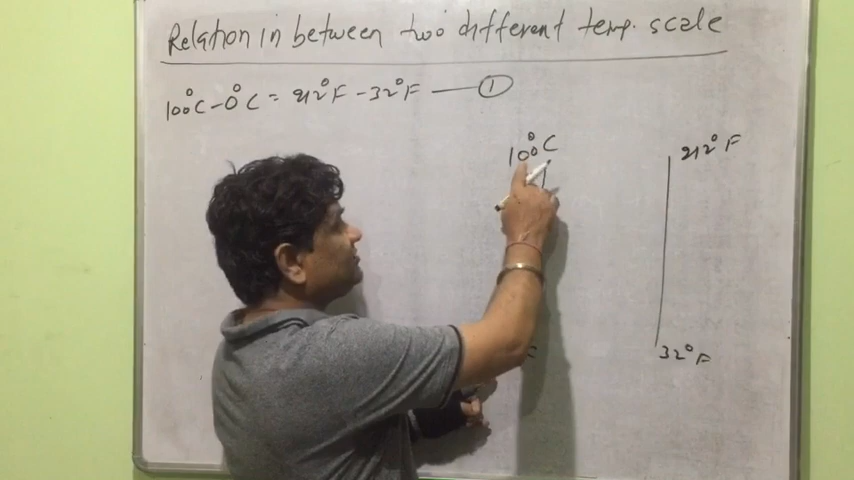 Relation in between two different temp. scale
100°C - 0°C = 212°F - 32°F — ①
100°C
212°F
32°F